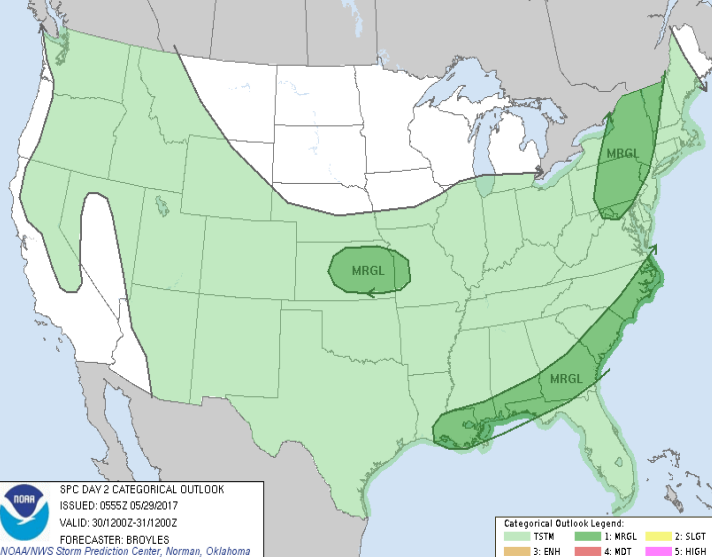 MRGL
MRGL
MRGL
NOAA
SPC DAY 2 CATEGORICAL OUTLOOK
ISSUED: 0555Z 05/29/2017
VALID: 30/1200Z-31/1200Z
FORECASTER: BROYLES
NOAA/NWS Storm Prediction Center, Norman, Oklahoma
Categorical Outlook Legend:
TSTM 1: MRGL 2: SLGT
3: ENH 4: MDT 5: HIGH